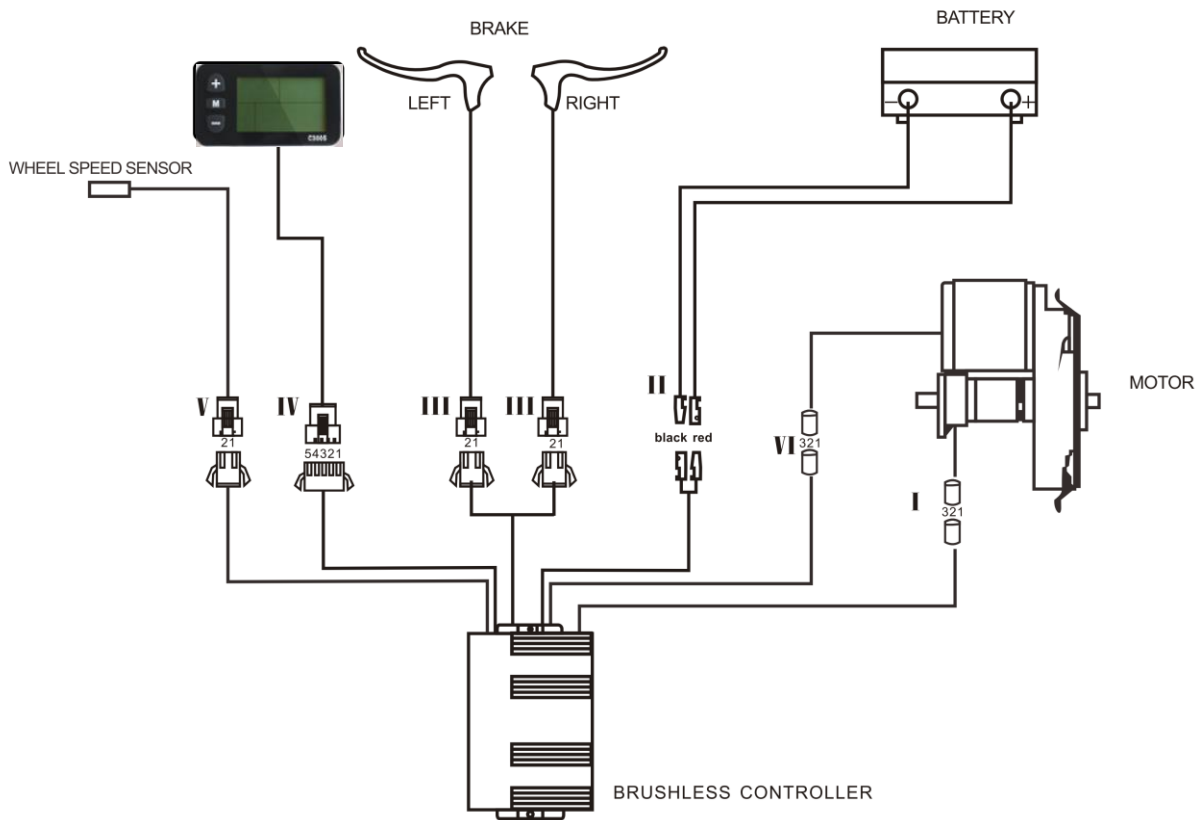 BATTERY
BRAKE
LEFT
RIGHT
+
M
−
− +
WHEEL SPEED SENSOR
MOTOR
V
IV
III
III
II
VI
I
21
54321
21
21
black red
321
321
BRUSHLESS CONTROLLER